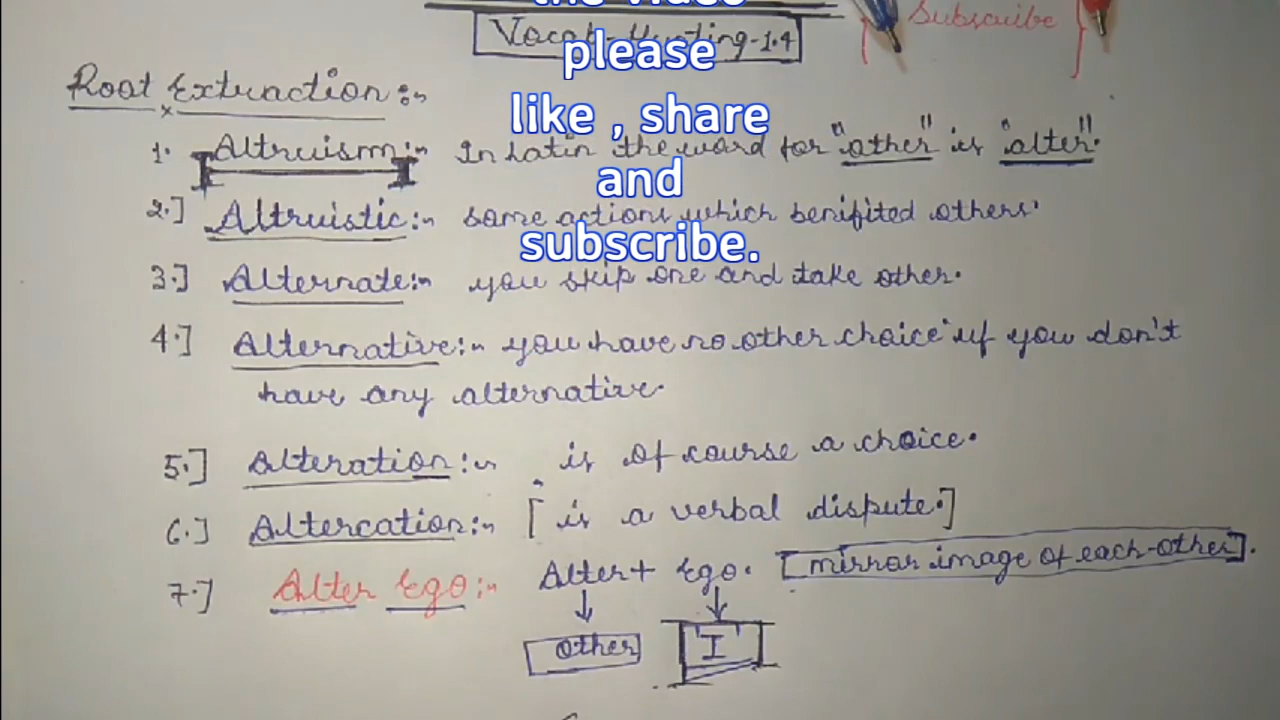 the video
please
like , share
and
subscribe.
Vocab-Hunting-1.4
Subscribe
Root Extraction:-
1. Altruism:- In Latin the word for "other" is "alter".
2.] Altruistic:- some actions which benifited others.
3.] Alternate:- you skip one and take other.
4.] Alternative:- you have no other choice if you don't
have any alternative.
5.] Alteration:- is of course a choice.
6.] Altercation:- [is a verbal dispute.]
7.] Alter Ego:- Alter+ Ego. [mirror image of each-other].
other I